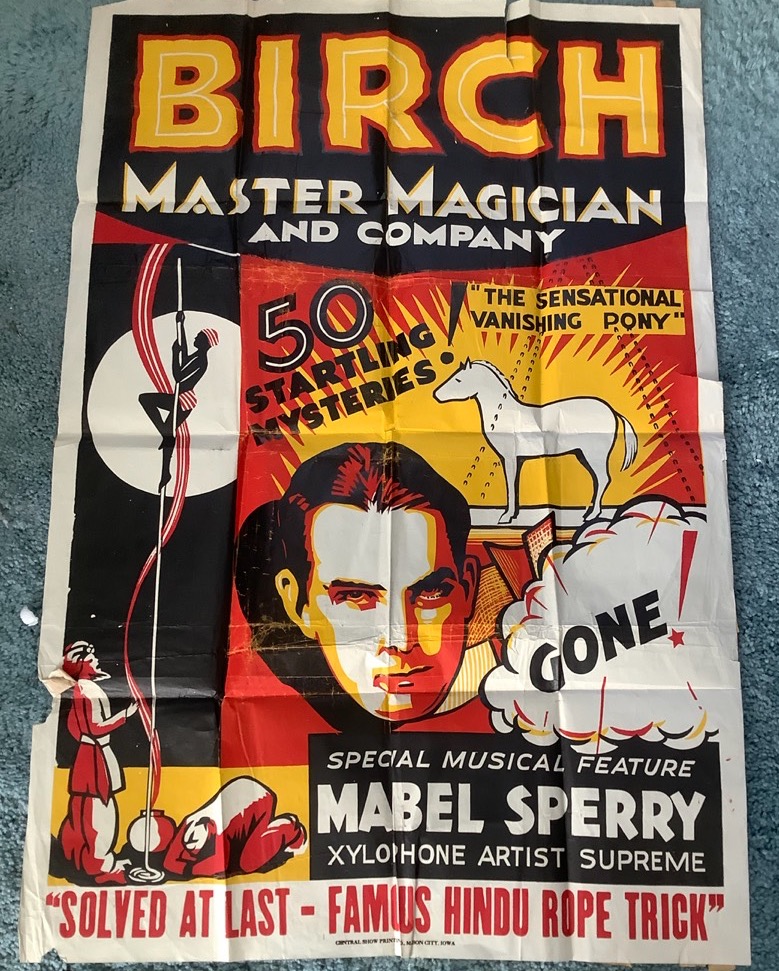 BIRCH
MASTER MAGICIAN
AND COMPANY
50
STARTLING
MYSTERIES!
"THE SENSATIONAL
VANISHING PONY"
GONE!
SPECIAL MUSICAL FEATURE
MABEL SPERRY
XYLOPHONE ARTIST SUPREME
"SOLVED AT LAST - FAMOUS HINDU ROPE TRICK"
CENTRAL SHOW PRINTING, MASON CITY, IOWA